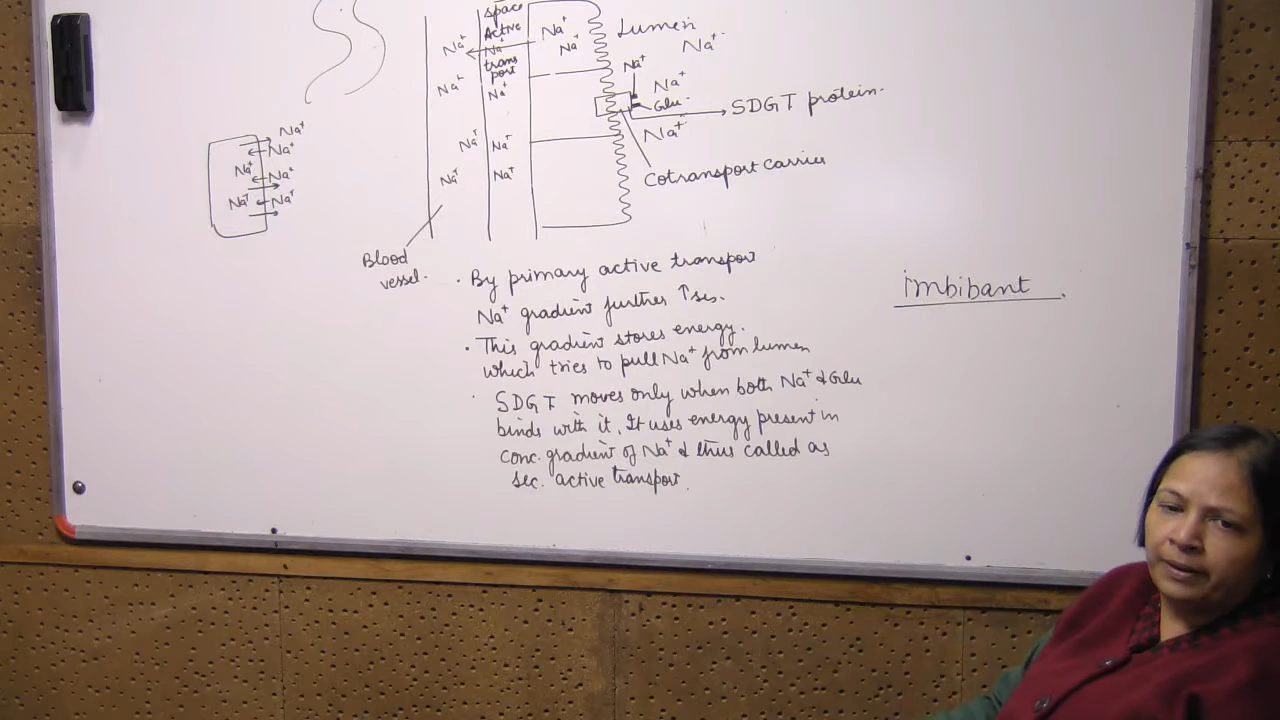 space
Active
Na⁺
trans
port
Na⁺
Na⁺
Na⁺
Na⁺
Na⁺
Na⁺
Na⁺
Na⁺
Na⁺
Na⁺
Lumen
Na⁺
Na⁺
Na⁺
Glu
Na⁺
SDGT protein.
Cotransport carrier
Na⁺
Na⁺
Na⁺
Na⁺
Na⁺
Na⁺
Blood
vessel.
. By primary active transport
Na⁺ gradient further ↑ses.
. This gradient stores energy.
which tries to pull Na⁺ from lumen
. SDGT moves only when both Na⁺ & Glu
binds with it. It uses energy present in
conc. gradient of Na⁺ & thus called as
sec. active transport.
imbibant.